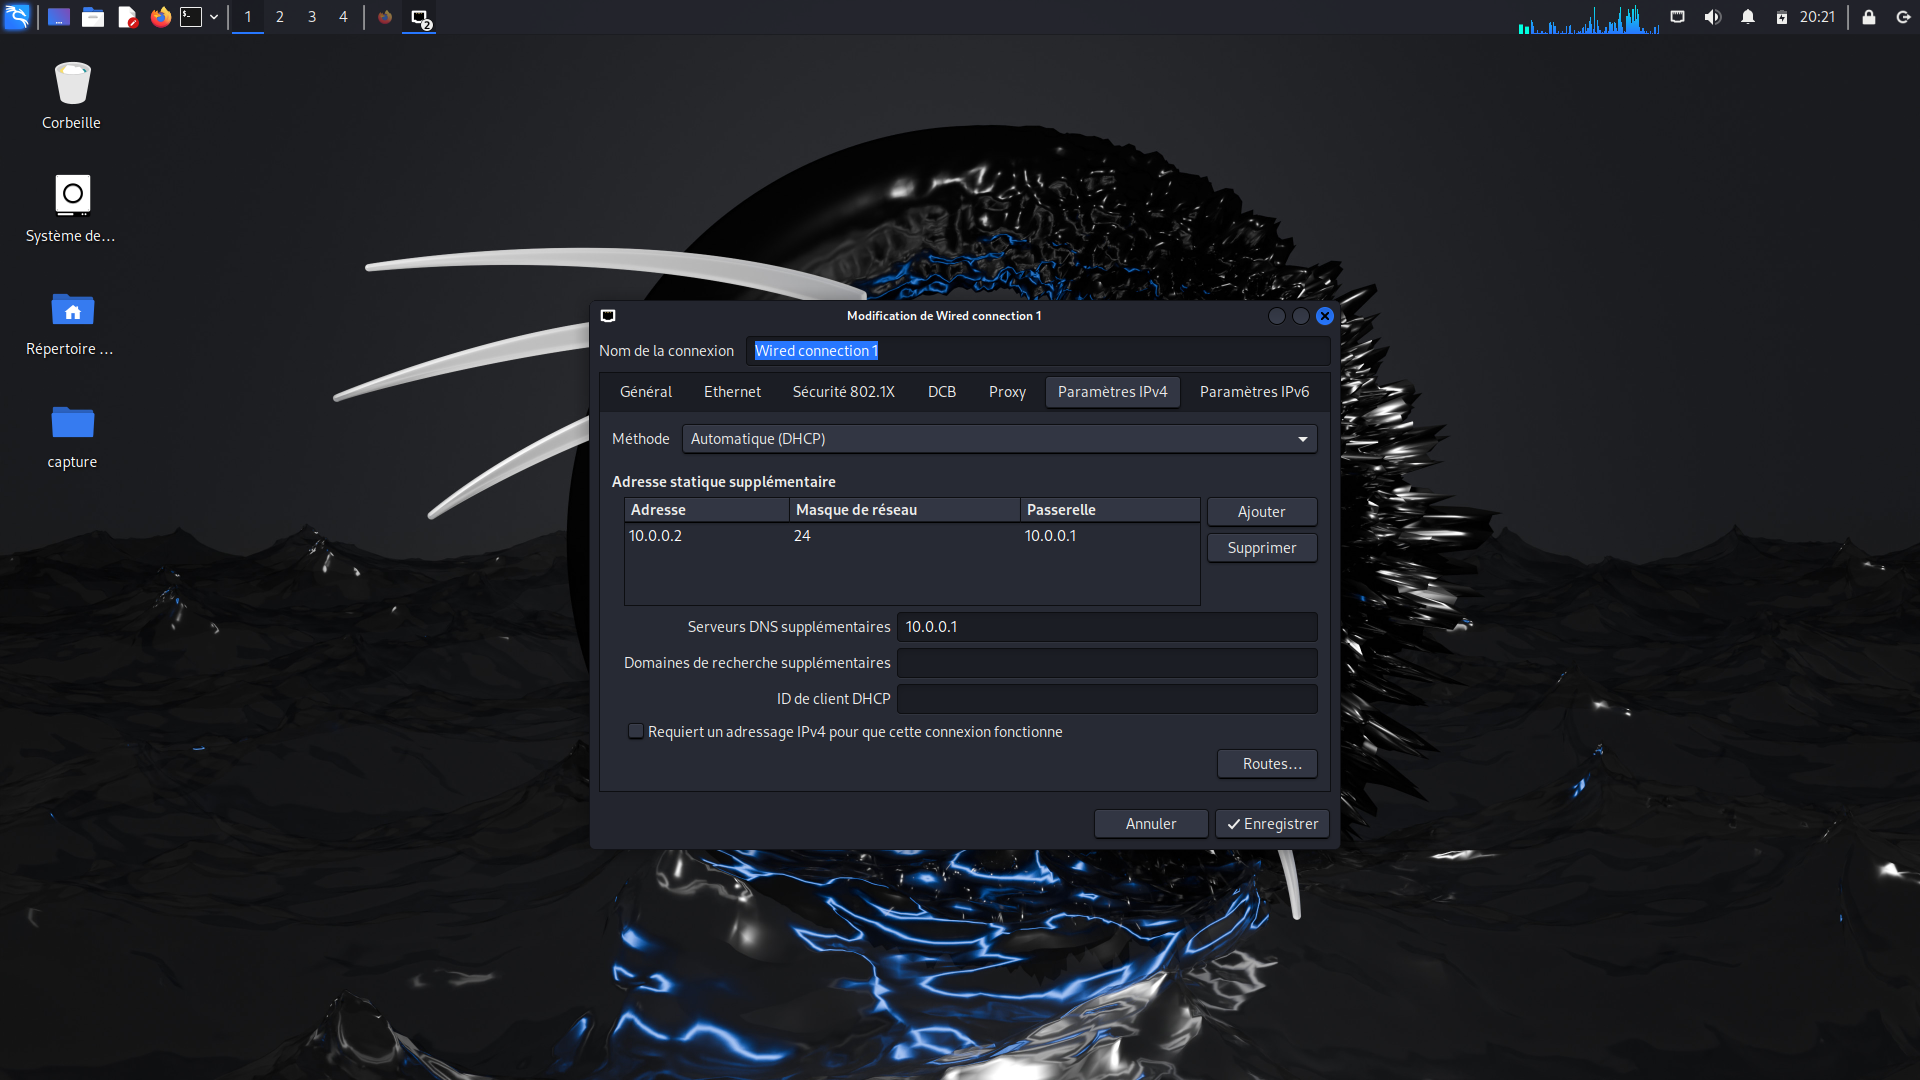 1 2 3 4
2
20:21
Corbeille
Système de...
Répertoire ...
capture
Modification de Wired connection 1
Nom de la connexion Wired connection 1
Général Ethernet Sécurité 802.1X DCB Proxy Paramètres IPv4 Paramètres IPv6
Méthode Automatique (DHCP)
Adresse statique supplémentaire
Adresse Masque de réseau Passerelle
10.0.0.2 24 10.0.0.1
Ajouter
Supprimer
Serveurs DNS supplémentaires 10.0.0.1
Domaines de recherche supplémentaires
ID de client DHCP
Requiert un adressage IPv4 pour que cette connexion fonctionne
Routes...
Annuler Enregistrer